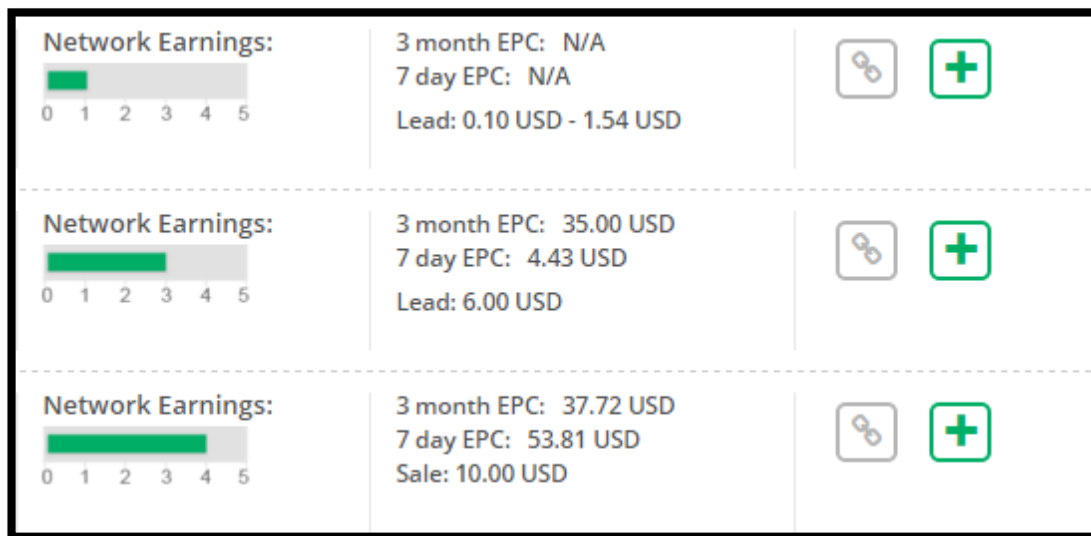 Network Earnings:
0 1 2 3 4 5
3 month EPC: N/A
7 day EPC: N/A
Lead: 0.10 USD - 1.54 USD
Network Earnings:
0 1 2 3 4 5
3 month EPC: 35.00 USD
7 day EPC: 4.43 USD
Lead: 6.00 USD
Network Earnings:
0 1 2 3 4 5
3 month EPC: 37.72 USD
7 day EPC: 53.81 USD
Sale: 10.00 USD